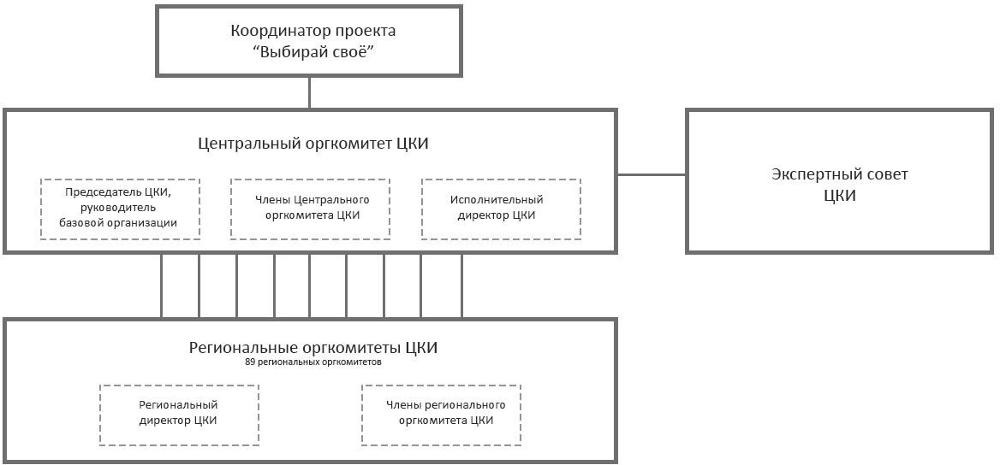 Координатор проекта
“Выбирай своё”
Центральный оргкомитет ЦКИ
Председатель ЦКИ,
руководитель
базовой организации
Члены Центрального
оргкомитета ЦКИ
Исполнительный
директор ЦКИ
Экспертный совет
ЦКИ
Региональные оргкомитеты ЦКИ
89 региональных оргкомитетов
Региональный
директор ЦКИ
Члены регионального
оргкомитета ЦКИ